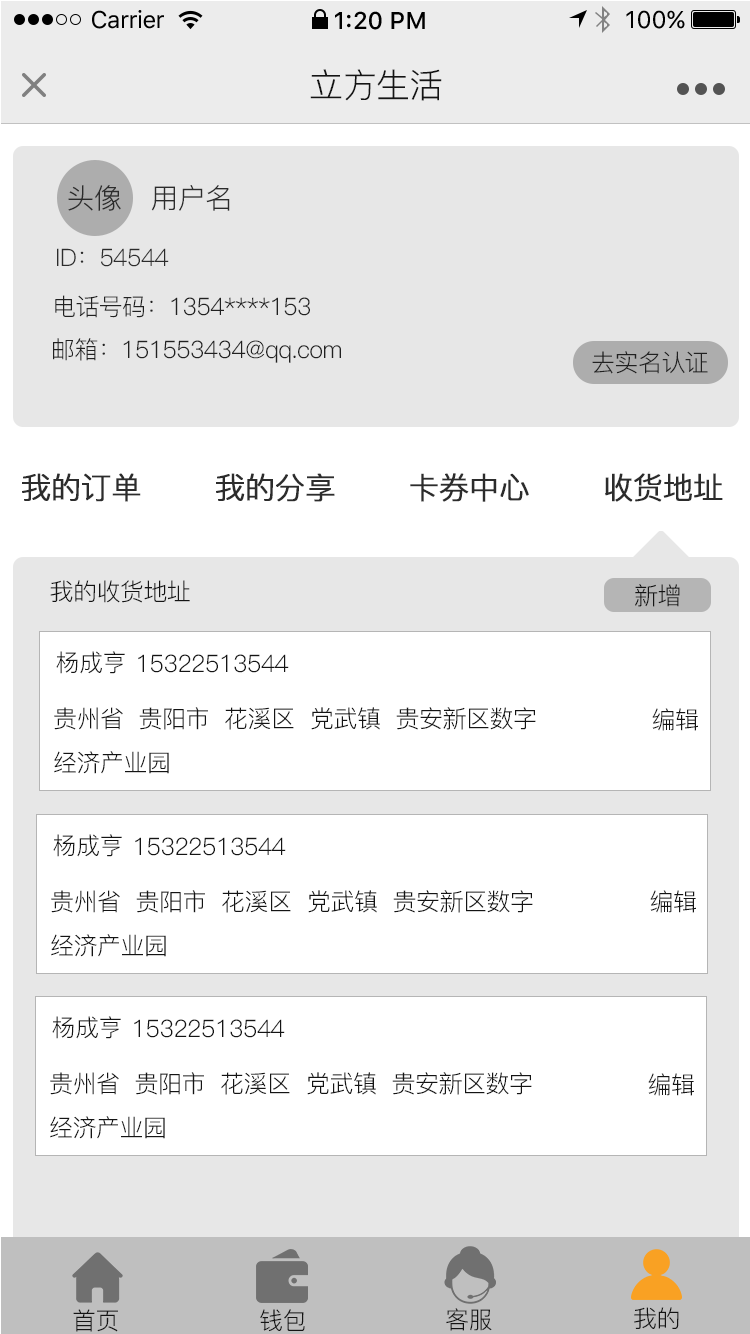 Carrier 1:20 PM 100%
立方生活
头像 用户名
ID：54544
电话号码：1354****153
邮箱：151553434@qq.com
去实名认证
我的订单 我的分享 卡券中心 收货地址
我的收货地址 新增
杨成亨 15322513544
贵州省 贵阳市 花溪区 党武镇 贵安新区数字 编辑
经济产业园
杨成亨 15322513544
贵州省 贵阳市 花溪区 党武镇 贵安新区数字 编辑
经济产业园
杨成亨 15322513544
贵州省 贵阳市 花溪区 党武镇 贵安新区数字 编辑
经济产业园
首页 钱包 客服 我的